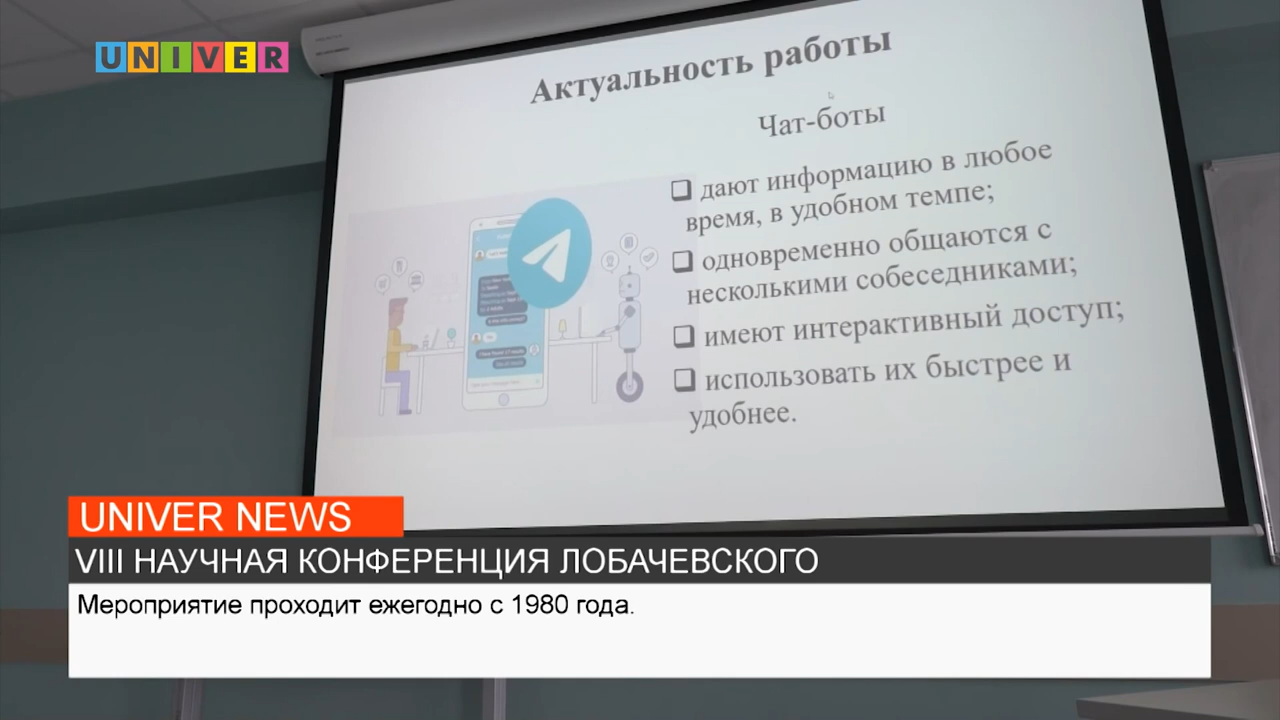 UNIVER
Актуальность работы
Чат-боты
дают информацию в любое
время, в удобном темпе;
одновременно общаются с
несколькими собеседниками;
имеют интерактивный доступ;
использовать их быстрее и
удобнее.
UNIVER NEWS
VIII НАУЧНАЯ КОНФЕРЕНЦИЯ ЛОБАЧЕВСКОГО
Мероприятие проходит ежегодно с 1980 года.